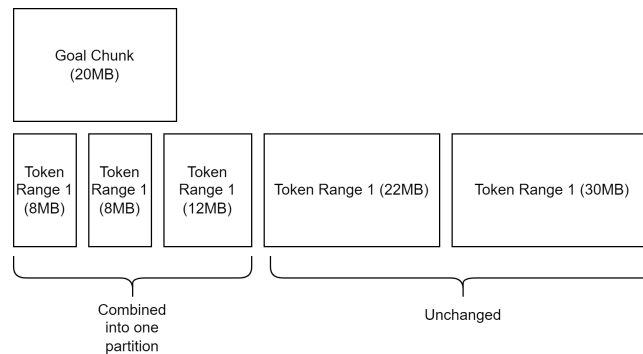 Goal Chunk
(20MB)
Token
Range 1
(8MB)
Token
Range 1
(8MB)
Token
Range 1
(12MB)
Token Range 1 (22MB)
Token Range 1 (30MB)
Combined
into one
partition
Unchanged